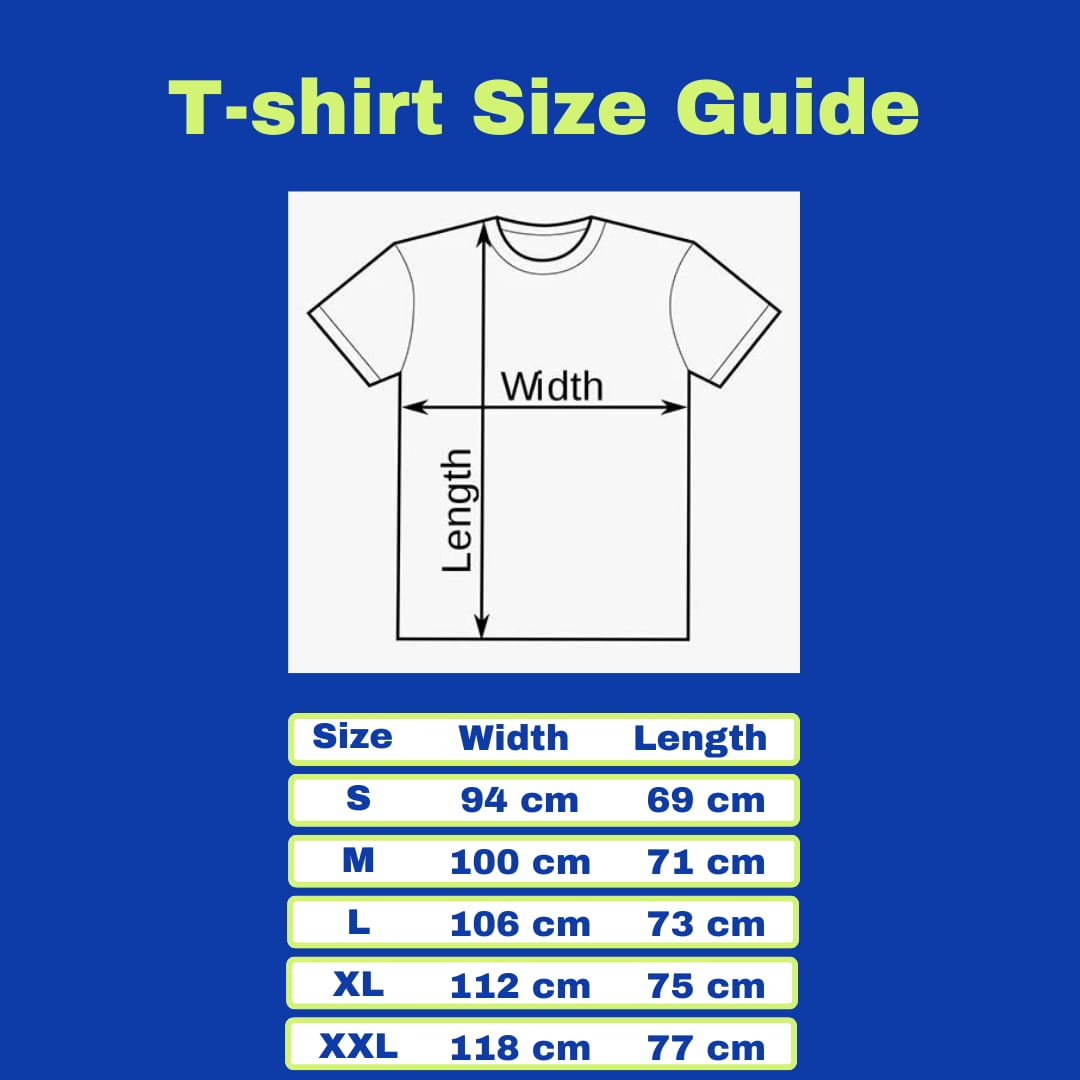 T-shirt Size Guide
Width
Length
Size Width Length
S 94 cm 69 cm
M 100 cm 71 cm
L 106 cm 73 cm
XL 112 cm 75 cm
XXL 118 cm 77 cm